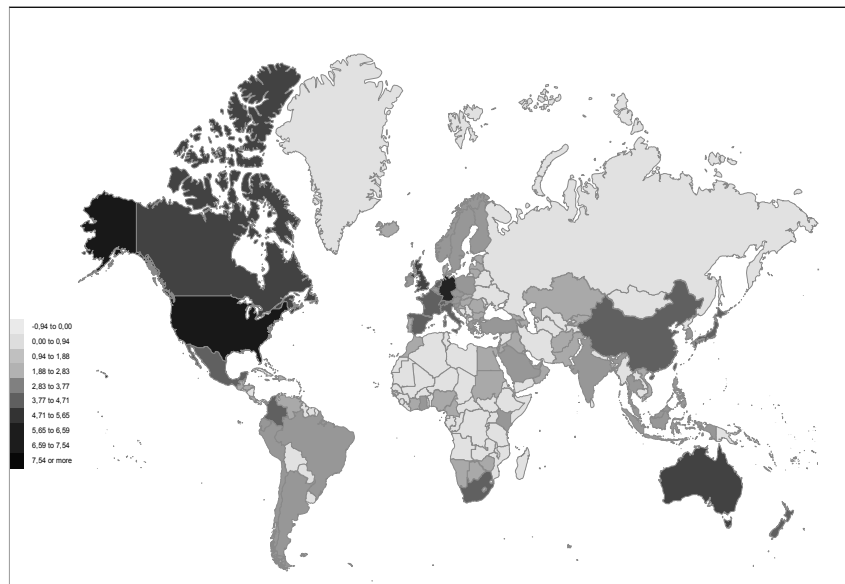 -0,94 to 0,00
0,00 to 0,94
0,94 to 1,88
1,88 to 2,83
2,83 to 3,77
3,77 to 4,71
4,71 to 5,65
5,65 to 6,59
6,59 to 7,54
7,54 or more